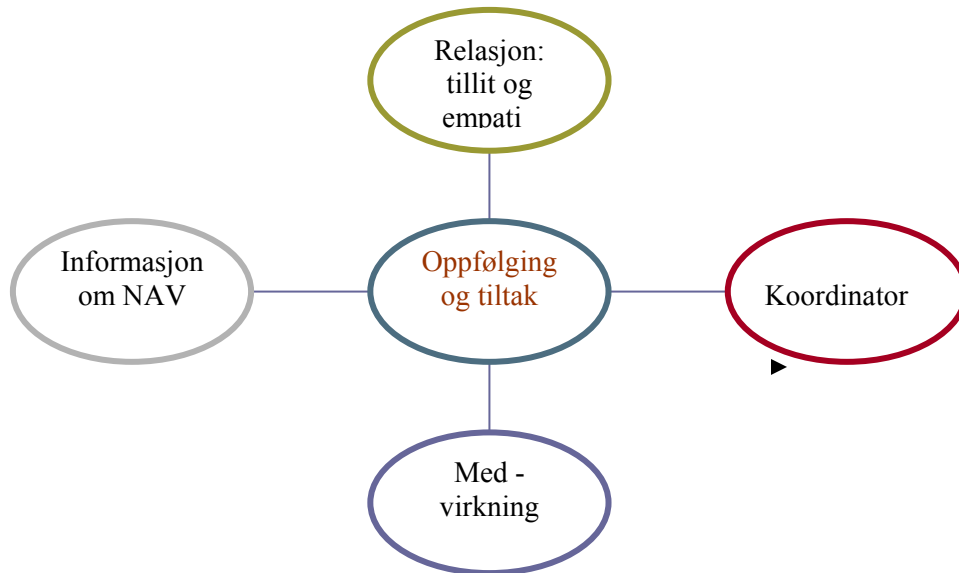 Relasjon:
tillit og
empati
Informasjon
om NAV
Oppfølging
og tiltak
Koordinator
Med -
virkning